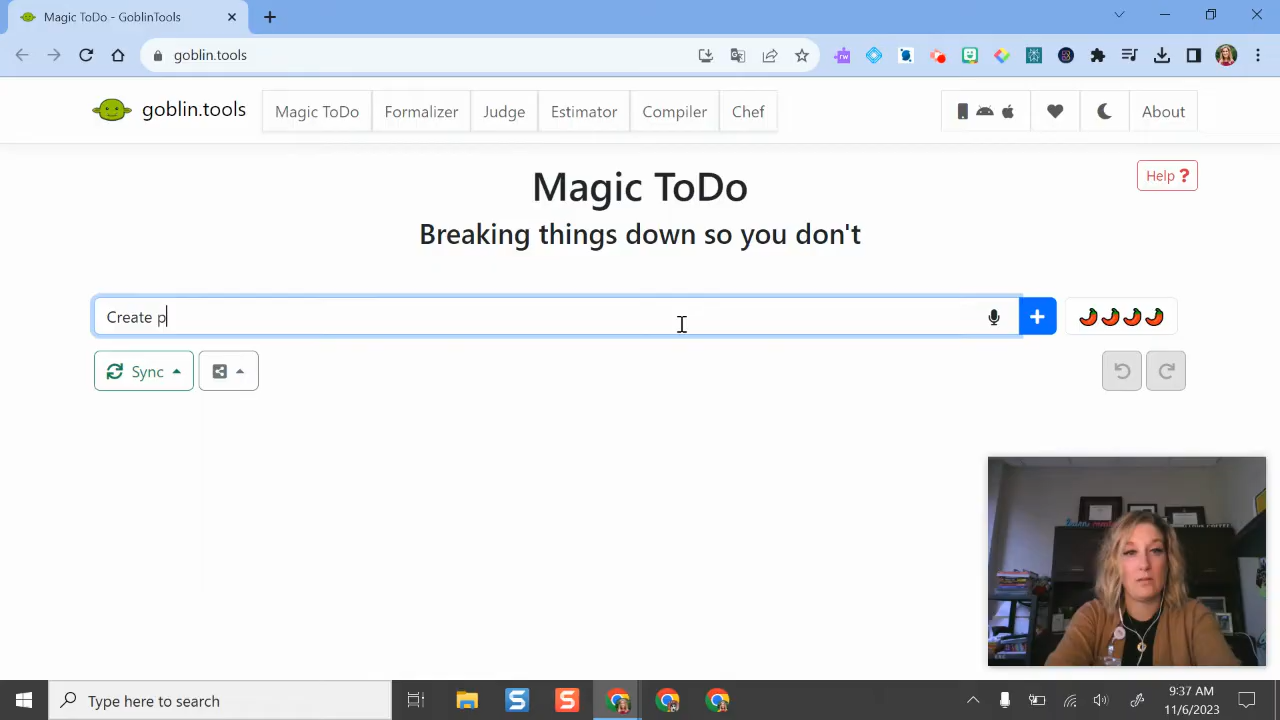 Magic ToDo - GoblinTools
goblin.tools
goblin.tools
Magic ToDo
Formalizer
Judge
Estimator
Compiler
Chef
About
Magic ToDo
Help ?
Breaking things down so you don't
Create p
Sync
Type here to search
9:37 AM
11/6/2023